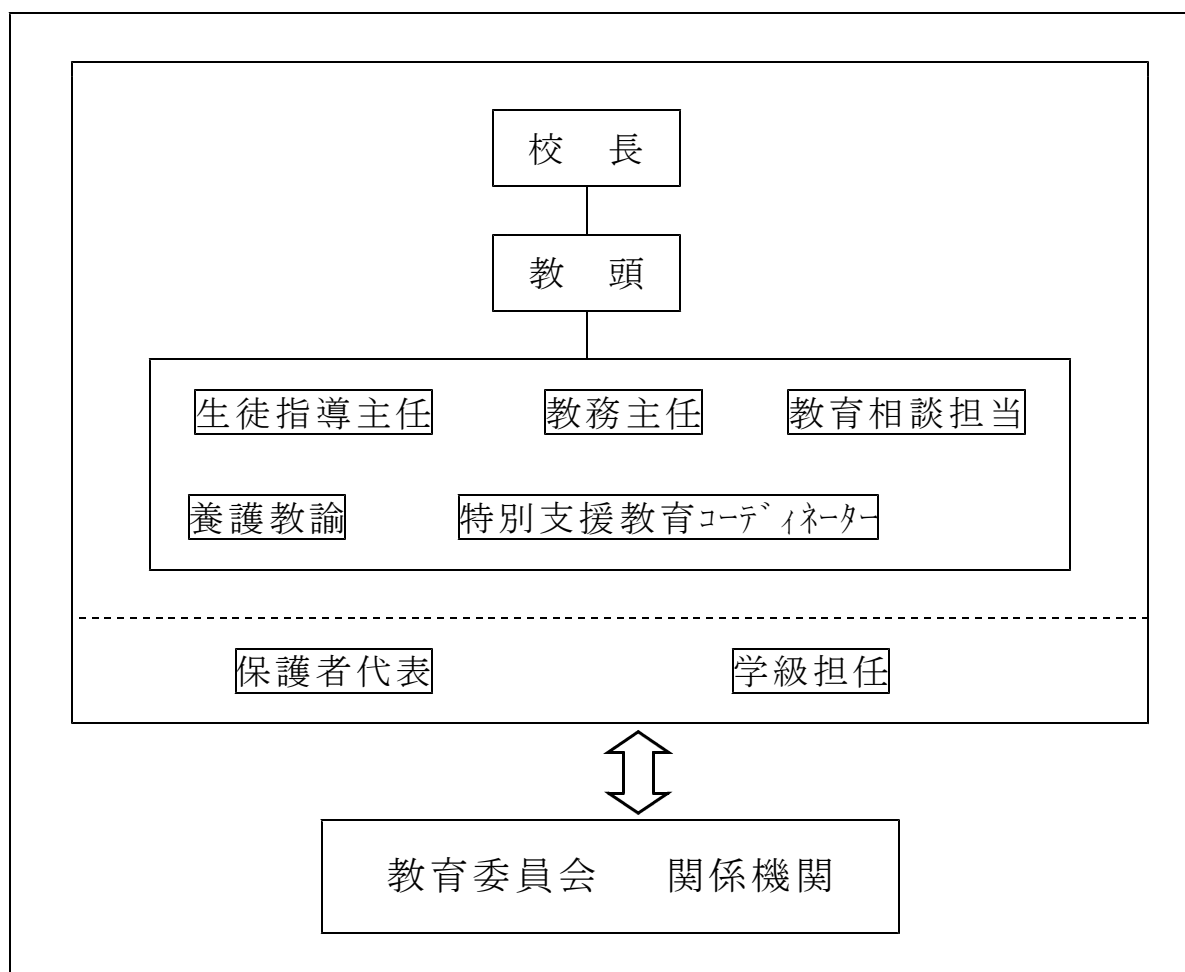 校　長
教　頭
生徒指導主任　教務主任　教育相談担当
養護教諭　特別支援教育ｺｰﾃﾞｨﾈｰﾀｰ
保護者代表　学級担任
教育委員会　関係機関